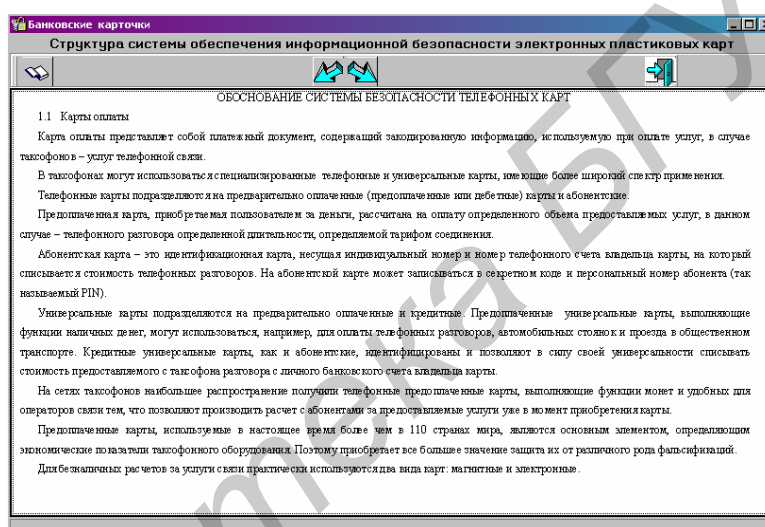 Банковские карточки
Структура системы обеспечения информационной безопасности электронных пластиковых карт
ОБОСНОВАНИЕ СИСТЕМЫ БЕЗОПАСНОСТИ ТЕЛЕФОННЫХ КАРТ
1.1 Карты оплаты
Карта оплаты представляет собой платежный документ, содержащий закодированную информацию, используемую при оплате услуг, в случае
таксофонов – услуг телефонной связи.
В таксофонах могут использоваться специализированные телефонные и универсальные карты, имеющие более широкий спектр применения.
Телефонные карты подразделяются на предварительно оплаченные (предоплаченные или дебетные) карты и абонентские.
Предоплаченная карта, приобретаемая пользователем за деньги, рассчитана на оплату определенного объема предоставляемых услуг, в данном
случае – телефонного разговора определенной длительности, определяемой тарифом соединения.
Абонентская карта – это идентификационная карта, несущая индивидуальный номер и номер телефонного счета владельца карты, на который
списывается стоимость телефонных разговоров. На абонентской карте может записываться в секретном коде и персональный номер абонента (так
называемый PIN).
Универсальные карты подразделяются на предварительно оплаченные и кредитные. Предоплаченные универсальные карты, выполняющие
функции наличных денег, могут использоваться, например, для оплаты телефонных разговоров, автомобильных стоянок и проезда в общественном
транспорте. Кредитные универсальные карты, как и абонентские, идентифицированы и позволяют в силу своей универсальности списывать
стоимость предоставляемого с таксофона разговора с личного банковского счета владельца карты.
На сетях таксофонов наибольшее распространение получили телефонные предоплаченные карты, выполняющие функции монет и удобных для
операторов связи тем, что позволяют производить расчет с абонентами за предоставляемые услуги уже в момент приобретения карты.
Предоплаченные карты, используемые в настоящее время более чем в 110 странах мира, являются основным элементом, определяющим
экономические показатели таксофонного оборудования. Поэтому приобретает все большее значение защита их от различного рода фальсификаций.
Для безналичных расчетов за услуги связи практически используются два вида карт: магнитные и электронные.